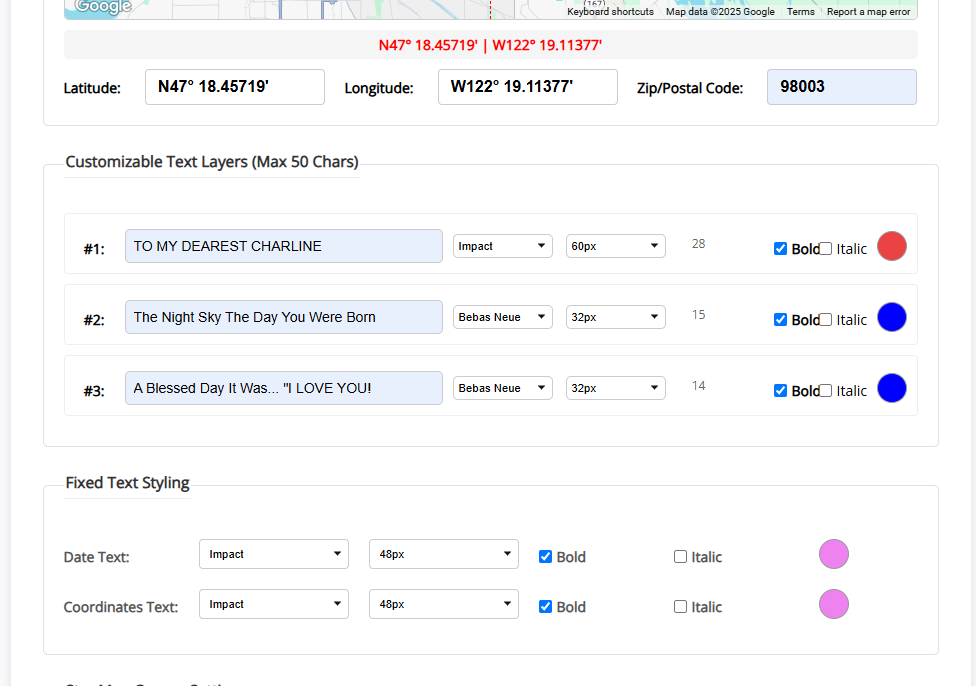 Google
(167)
Keyboard shortcuts Map data ©2025 Google Terms Report a map error
N47° 18.45719' | W122° 19.11377'
Latitude: N47° 18.45719' Longitude: W122° 19.11377' Zip/Postal Code: 98003
Customizable Text Layers (Max 50 Chars)
#1: TO MY DEAREST CHARLINE Impact 60px 28 Bold Italic
#2: The Night Sky The Day You Were Born Bebas Neue 32px 15 Bold Italic
#3: A Blessed Day It Was... "I LOVE YOU! Bebas Neue 32px 14 Bold Italic
Fixed Text Styling
Date Text: Impact 48px Bold Italic
Coordinates Text: Impact 48px Bold Italic